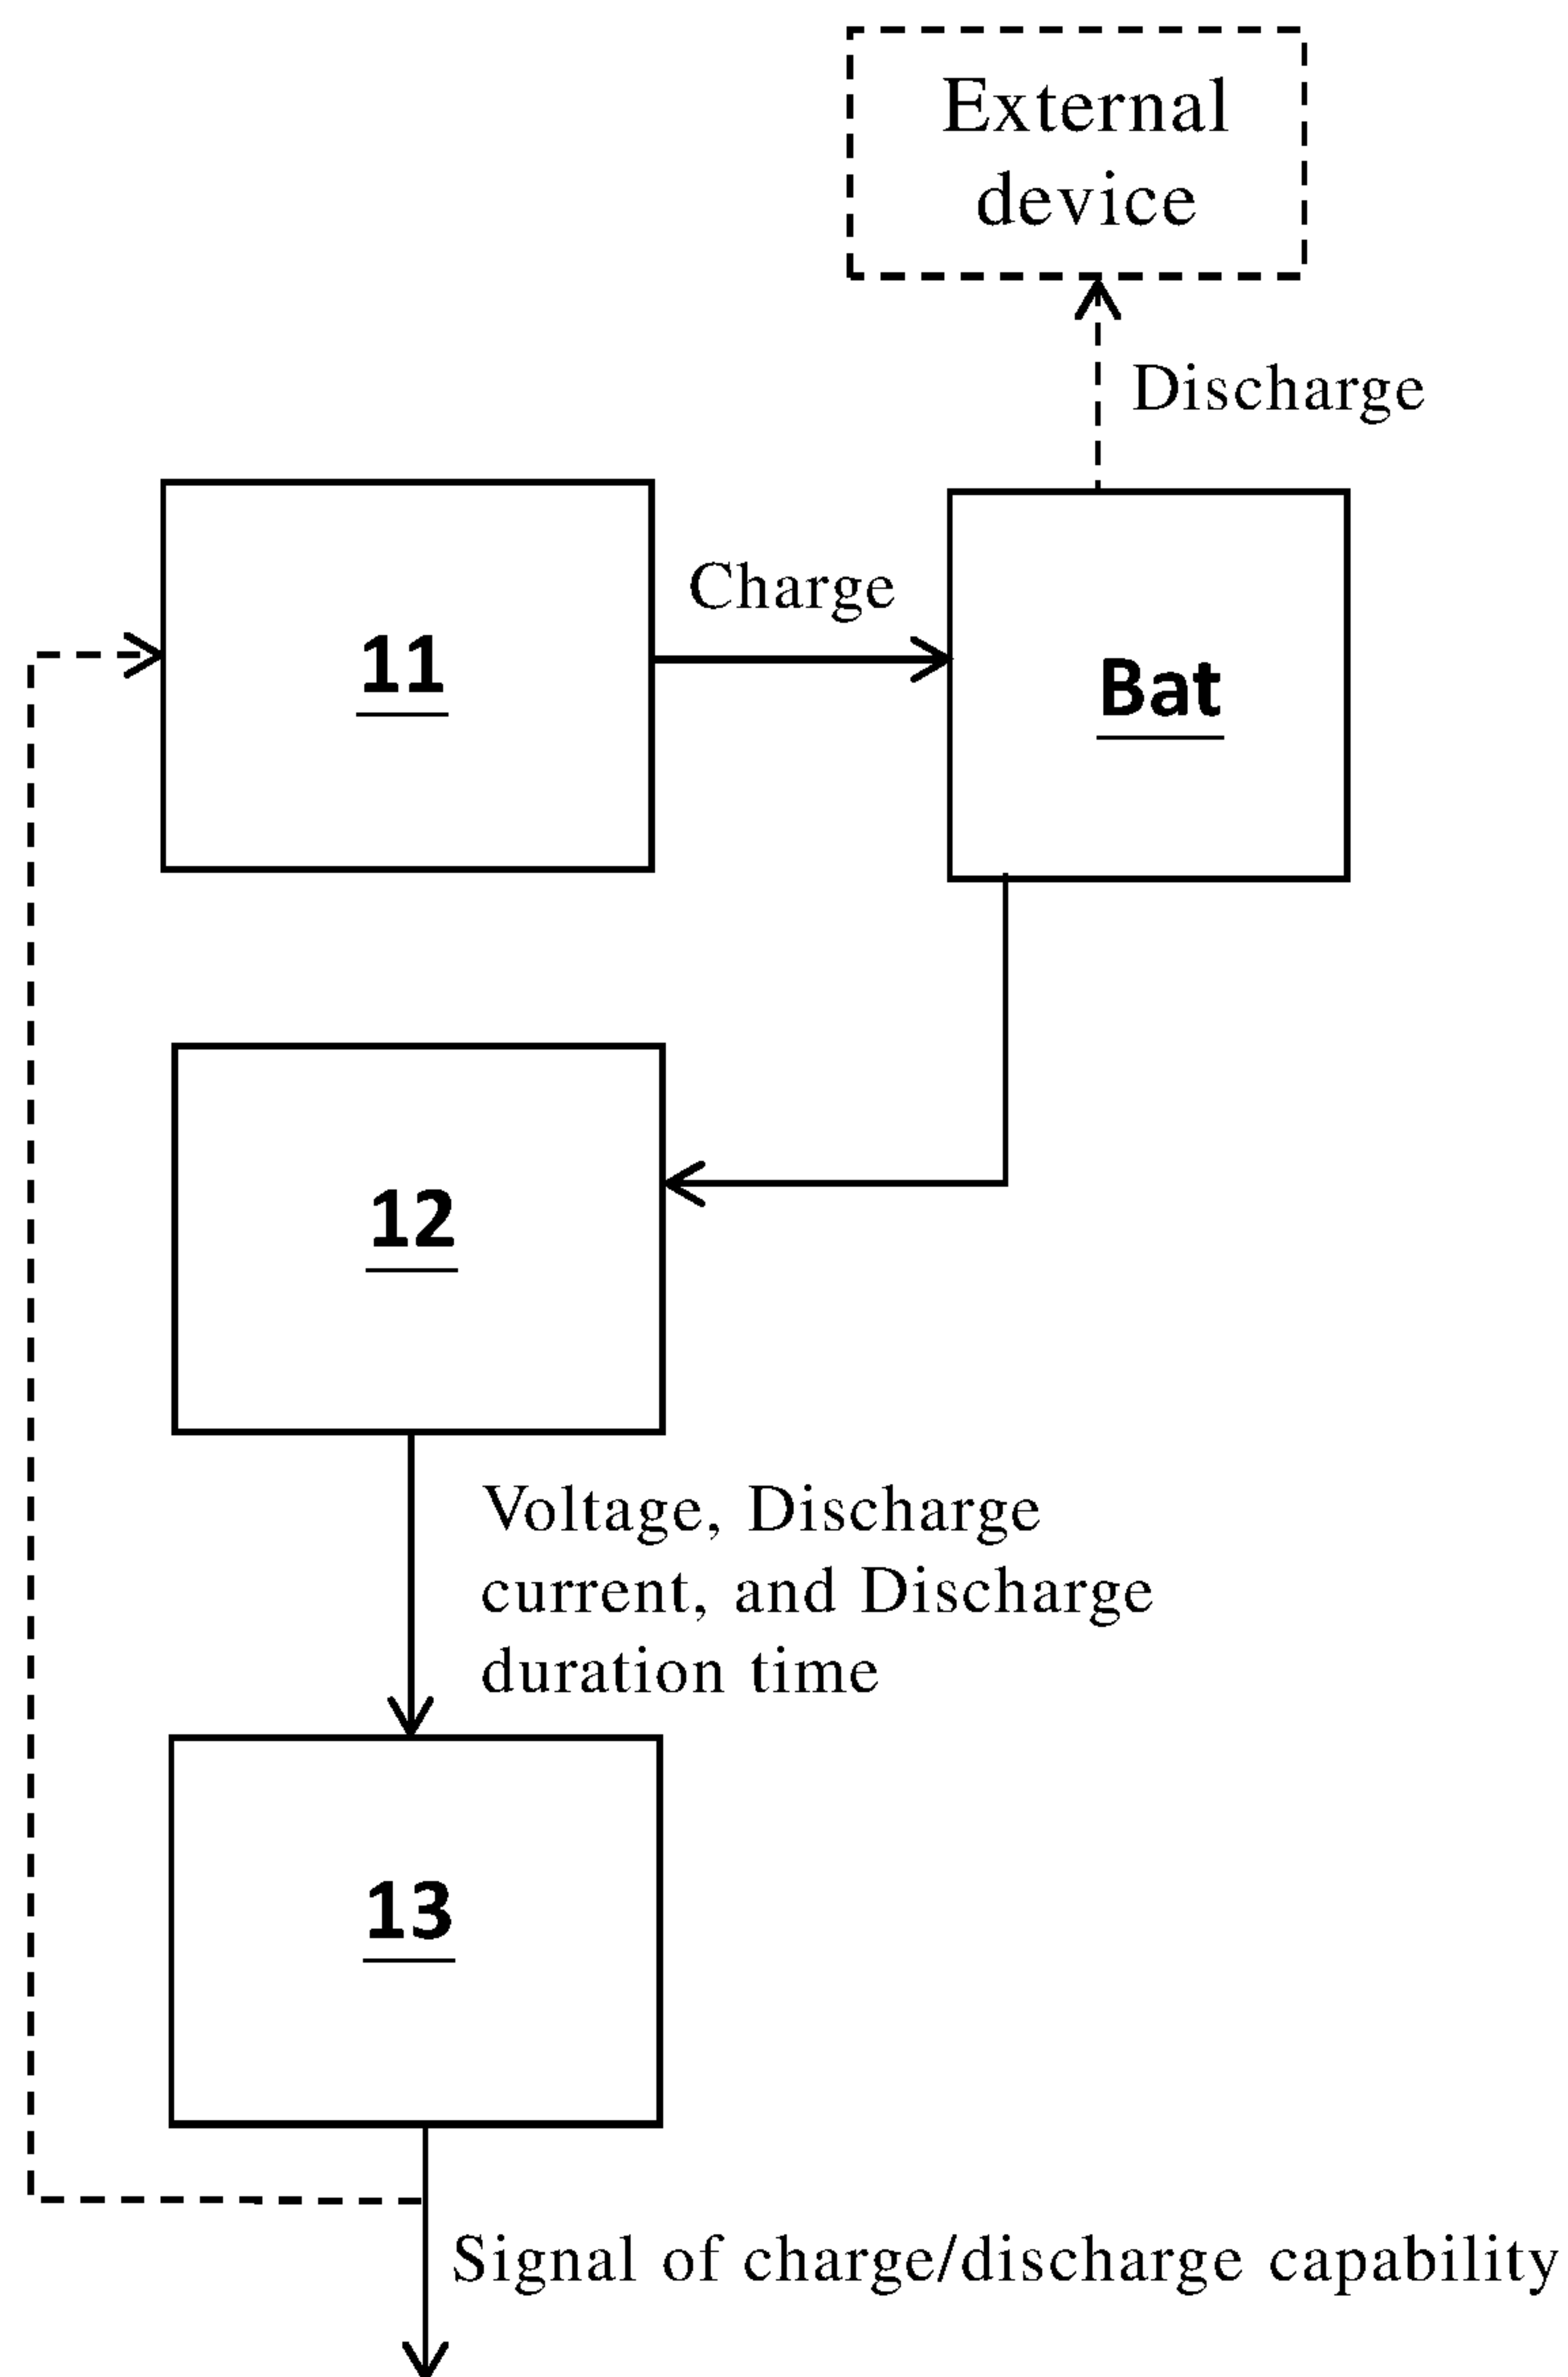 External
device
Discharge
Charge
11
Bat
12
Voltage, Discharge
current, and Discharge
duration time
13
Signal of charge/discharge capability